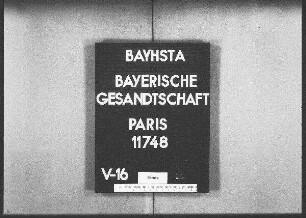 BAYHSTA
BAYERISCHE
GESANDTSCHAFT
PARIS
11748
V-16